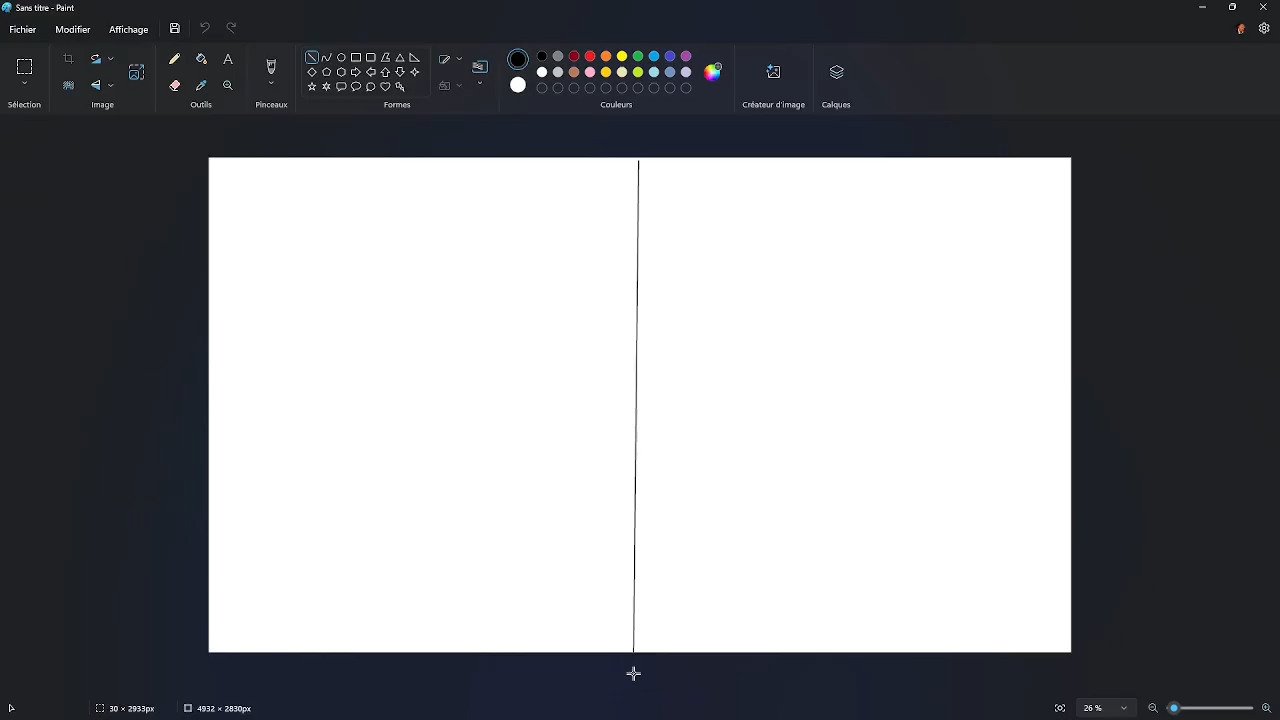 Sans titre - Paint
Fichier Modifier Affichage
Sélection Image Outils Pinceaux Formes Couleurs Créateur d'image Calques
30 × 2933px 4932 × 2830px 26 %